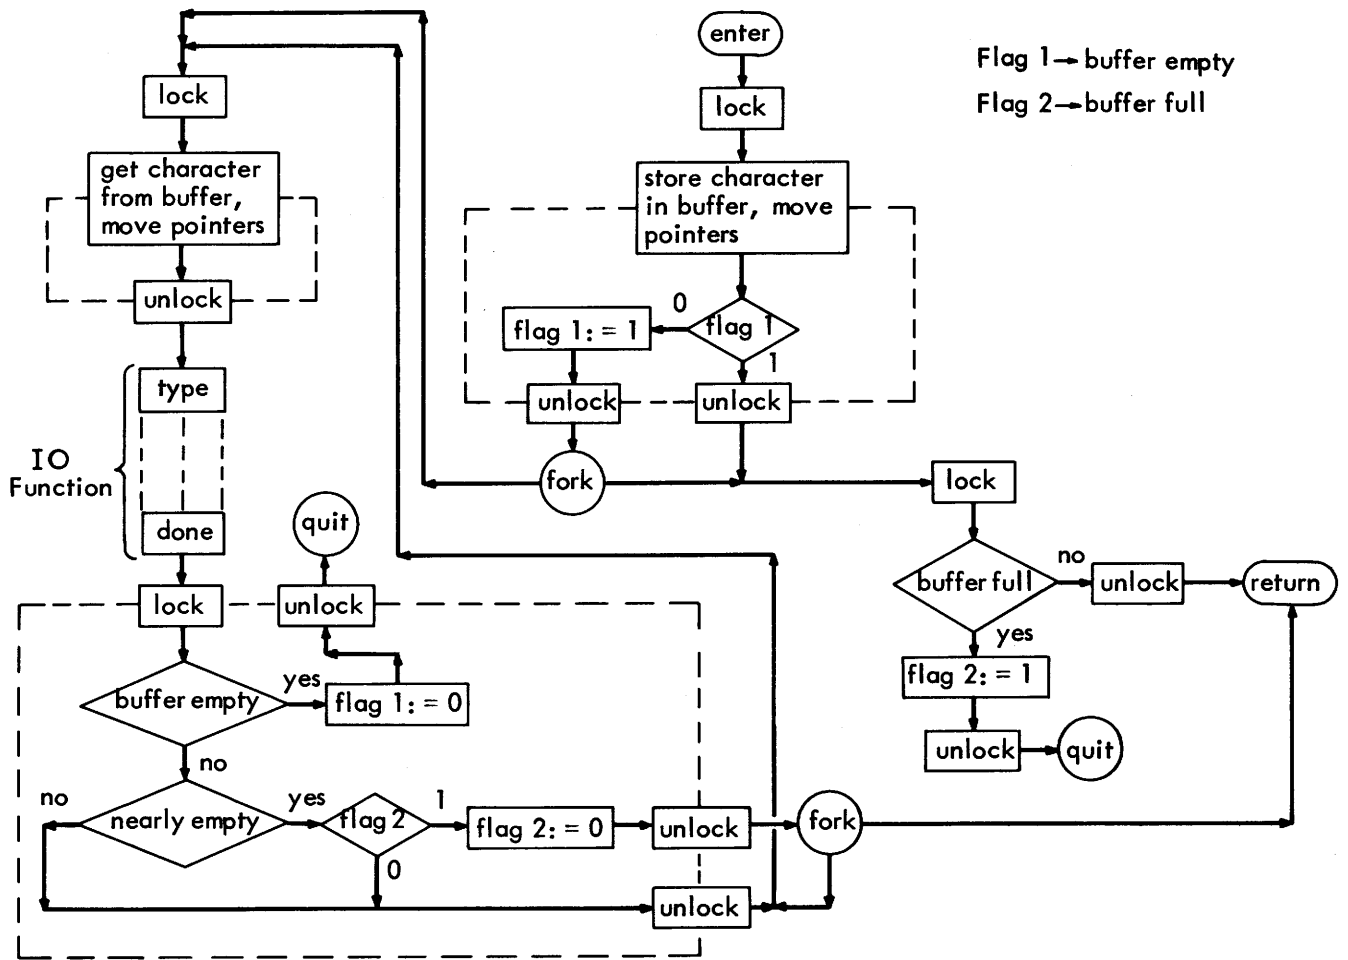 enter
Flag 1→ buffer empty
Flag 2→ buffer full
lock
lock
get character
from buffer,
move pointers
store character
in buffer, move
pointers
unlock
0
flag 1: = 1
flag 1
1
type
unlock
unlock
IO
Function
fork
lock
done
quit
no
buffer full
unlock
return
lock
unlock
yes
flag 2: = 1
buffer empty
yes
flag 1: = 0
unlock
quit
no
no
nearly empty
yes
flag 2
1
flag 2: = 0
unlock
fork
0
unlock